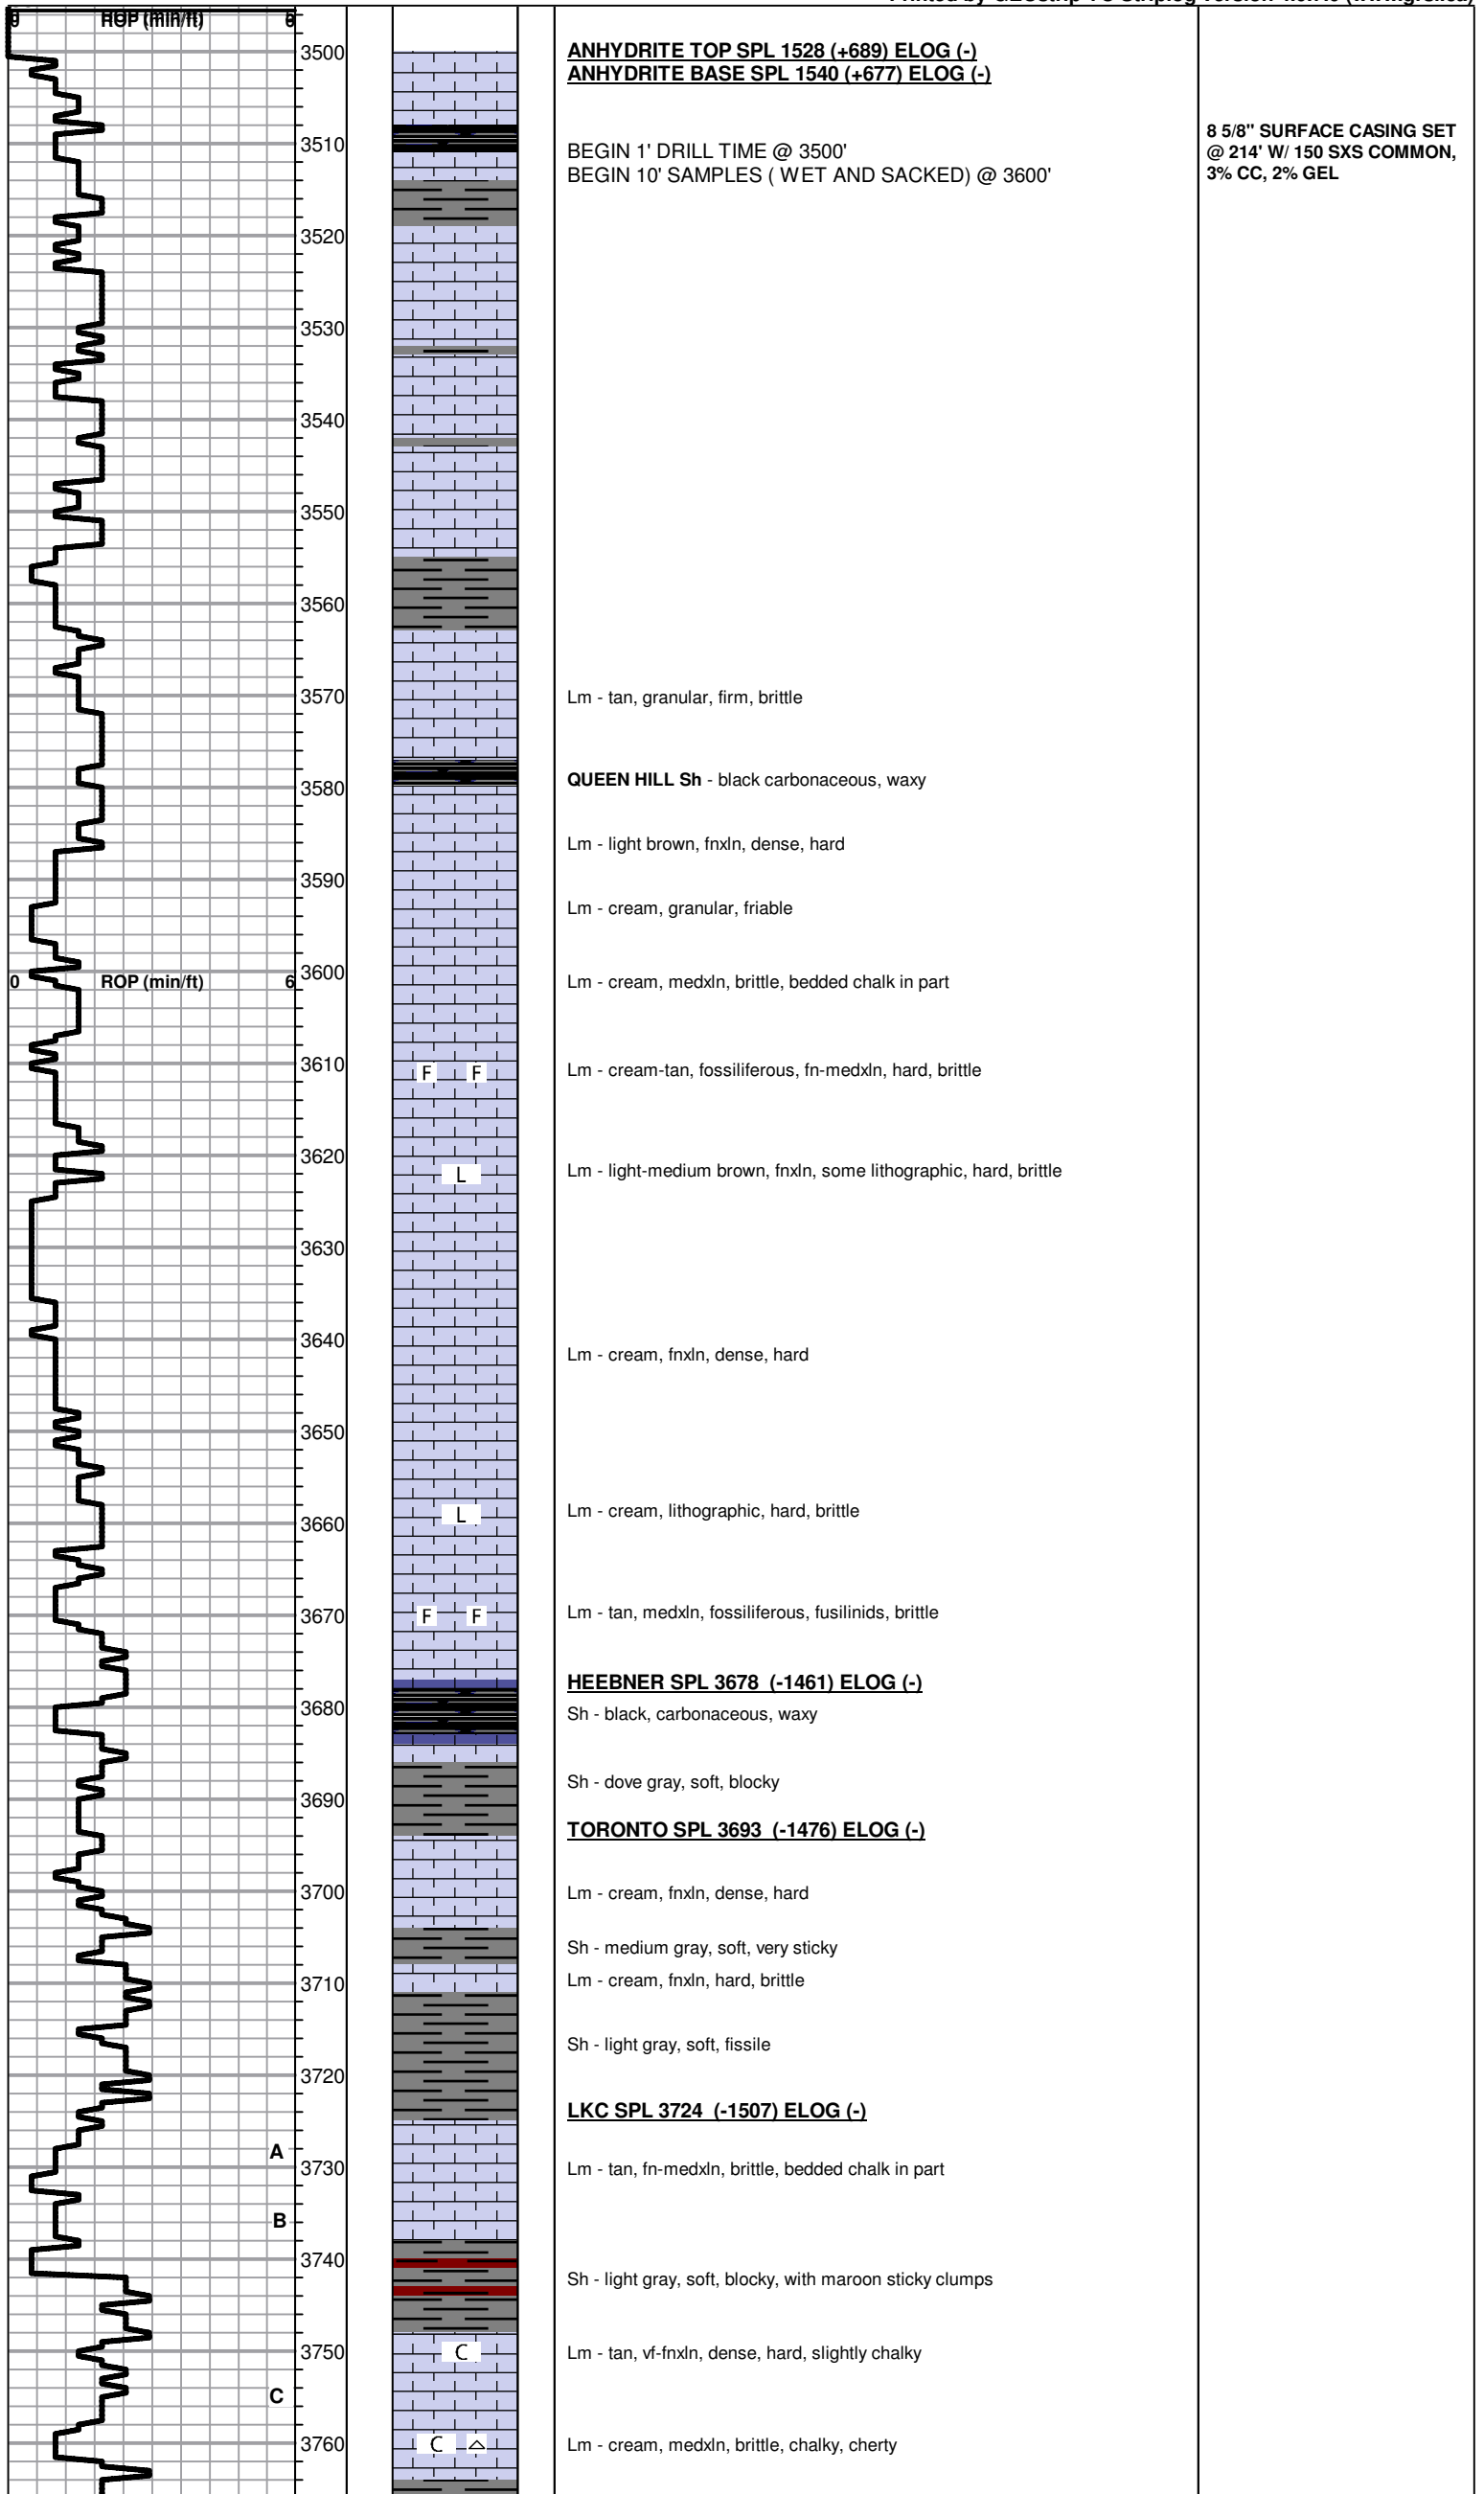 0 ROP (min/ft) 6
3500
ANHYDRITE TOP SPL 1528 (+689) ELOG (-)
ANHYDRITE BASE SPL 1540 (+677) ELOG (-)
8 5/8" SURFACE CASING SET
@ 214' W/ 150 SXS COMMON,
3% CC, 2% GEL
3510
BEGIN 1' DRILL TIME @ 3500'
BEGIN 10' SAMPLES ( WET AND SACKED) @ 3600'
3520
3530
3540
3550
3560
3570
Lm - tan, granular, firm, brittle
3580
QUEEN HILL Sh - black carbonaceous, waxy
Lm - light brown, fnxln, dense, hard
3590
Lm - cream, granular, friable
3600
0 ROP (min/ft) 6
Lm - cream, medxln, brittle, bedded chalk in part
3610
F F
Lm - cream-tan, fossiliferous, fn-medxln, hard, brittle
3620
L
Lm - light-medium brown, fnxln, some lithographic, hard, brittle
3630
3640
Lm - cream, fnxln, dense, hard
3650
3660
L
Lm - cream, lithographic, hard, brittle
3670
F F
Lm - tan, medxln, fossiliferous, fusilinids, brittle
HEEBNER SPL 3678 (-1461) ELOG (-)
3680
Sh - black, carbonaceous, waxy
Sh - dove gray, soft, blocky
3690
TORONTO SPL 3693 (-1476) ELOG (-)
3700
Lm - cream, fnxln, dense, hard
Sh - medium gray, soft, very sticky
3710
Lm - cream, fnxln, hard, brittle
Sh - light gray, soft, fissile
3720
LKC SPL 3724 (-1507) ELOG (-)
A
3730
Lm - tan, fn-medxln, brittle, bedded chalk in part
B
3740
Sh - light gray, soft, blocky, with maroon sticky clumps
3750
C
Lm - tan, vf-fnxln, dense, hard, slightly chalky
C
3760
C
Lm - cream, medxln, brittle, chalky, cherty